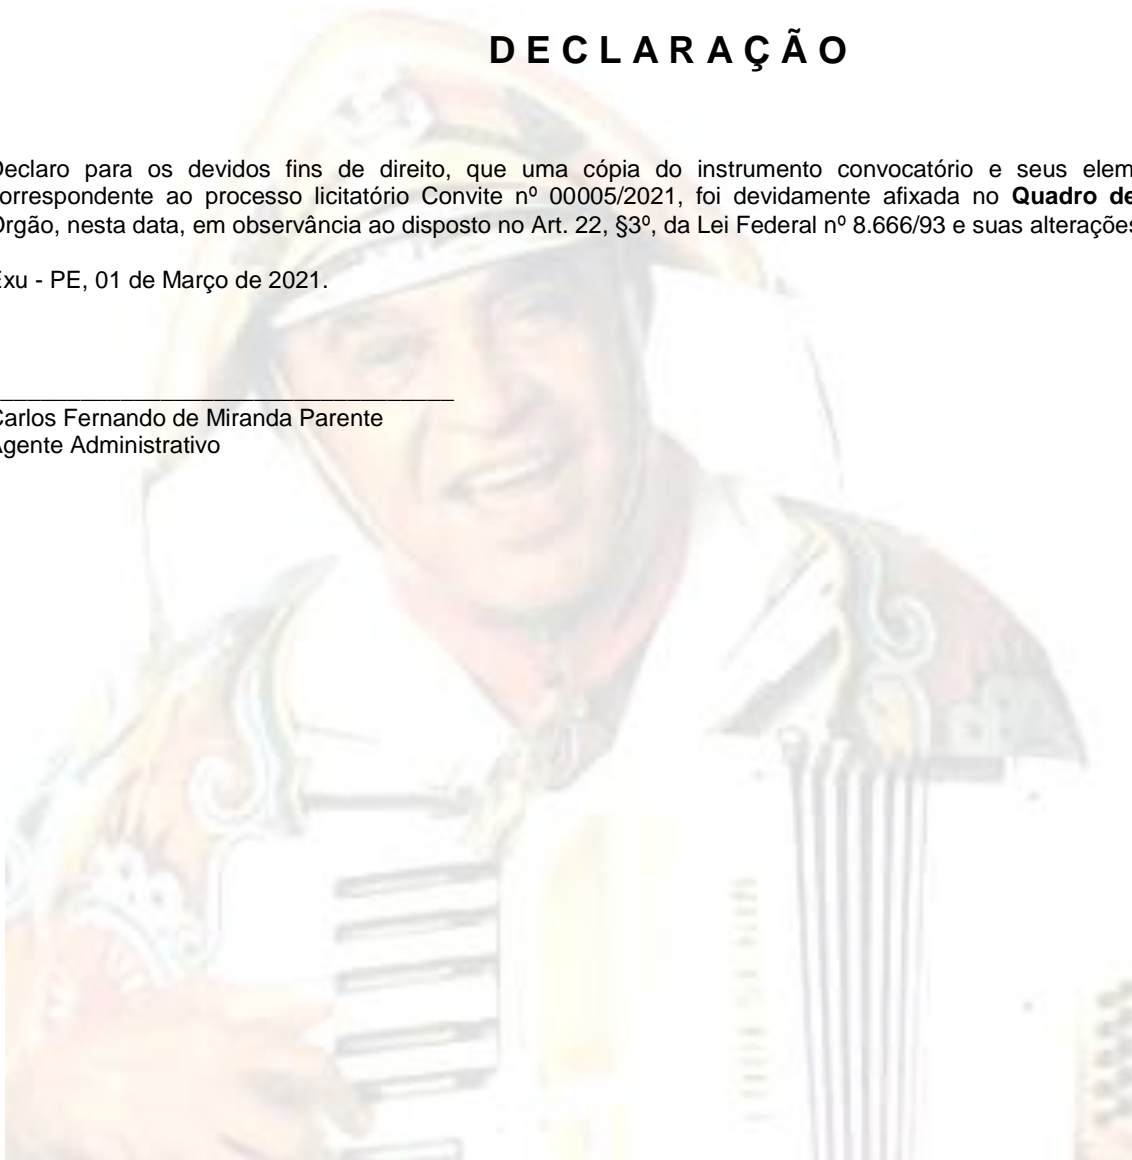 D E C L A R A Ç Ã O
Declaro para os devidos fins de direito, que uma cópia do instrumento convocatório e seus elem
correspondente ao processo licitatório Convite nº 00005/2021, foi devidamente afixada no Quadro de
Órgão, nesta data, em observância ao disposto no Art. 22, §3º, da Lei Federal nº 8.666/93 e suas alterações
Exu - PE, 01 de Março de 2021.
Carlos Fernando de Miranda Parente
Agente Administrativo